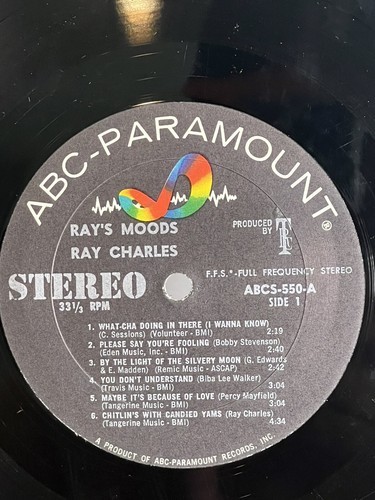 ABC-PARAMOUNT®
RAY'S MOODS
RAY CHARLES
PRODUCED
BY
TRC
STEREO
33⅓ RPM
F.F.S.*-FULL FREQUENCY STEREO
ABCS-550-A
SIDE 1
1. WHAT-CHA DOING IN THERE (I WANNA KNOW)
(C. Sessions) (Volunteer - BMI) 2:19
2. PLEASE SAY YOU'RE FOOLING (Bobby Stevenson)
(Eden Music, Inc. - BMI) 2:40
3. BY THE LIGHT OF THE SILVERY MOON (G. Edwards
& E. Madden) (Remic Music - ASCAP) 2:42
4. YOU DON'T UNDERSTAND (Biba Lee Walker)
(Travis Music - BMI) 3:04
5. MAYBE IT'S BECAUSE OF LOVE (Percy Mayfield)
(Tangerine Music - BMI) 3:04
6. CHITLIN'S WITH CANDIED YAMS (Ray Charles)
(Tangerine Music - BMI) 4:34
A PRODUCT OF ABC-PARAMOUNT RECORDS, INC.